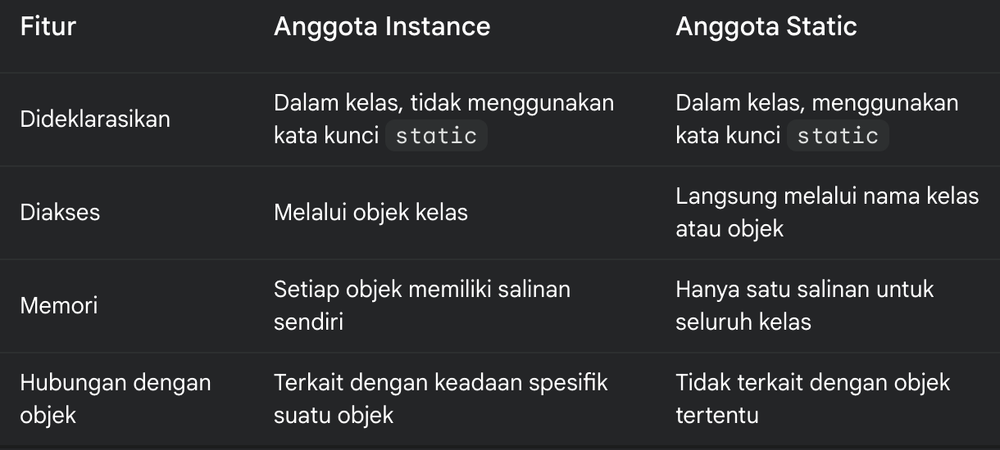 Fitur Anggota Instance Anggota Static
Dideklarasikan
Dalam kelas, tidak menggunakan
kata kunci static
Dalam kelas, menggunakan
kata kunci static
Diakses
Melalui objek kelas
Langsung melalui nama kelas
atau objek
Memori
Setiap objek memiliki salinan
sendiri
Hanya satu salinan untuk
seluruh kelas
Hubungan dengan
objek
Terkait dengan keadaan spesifik
suatu objek
Tidak terkait dengan objek
tertentu